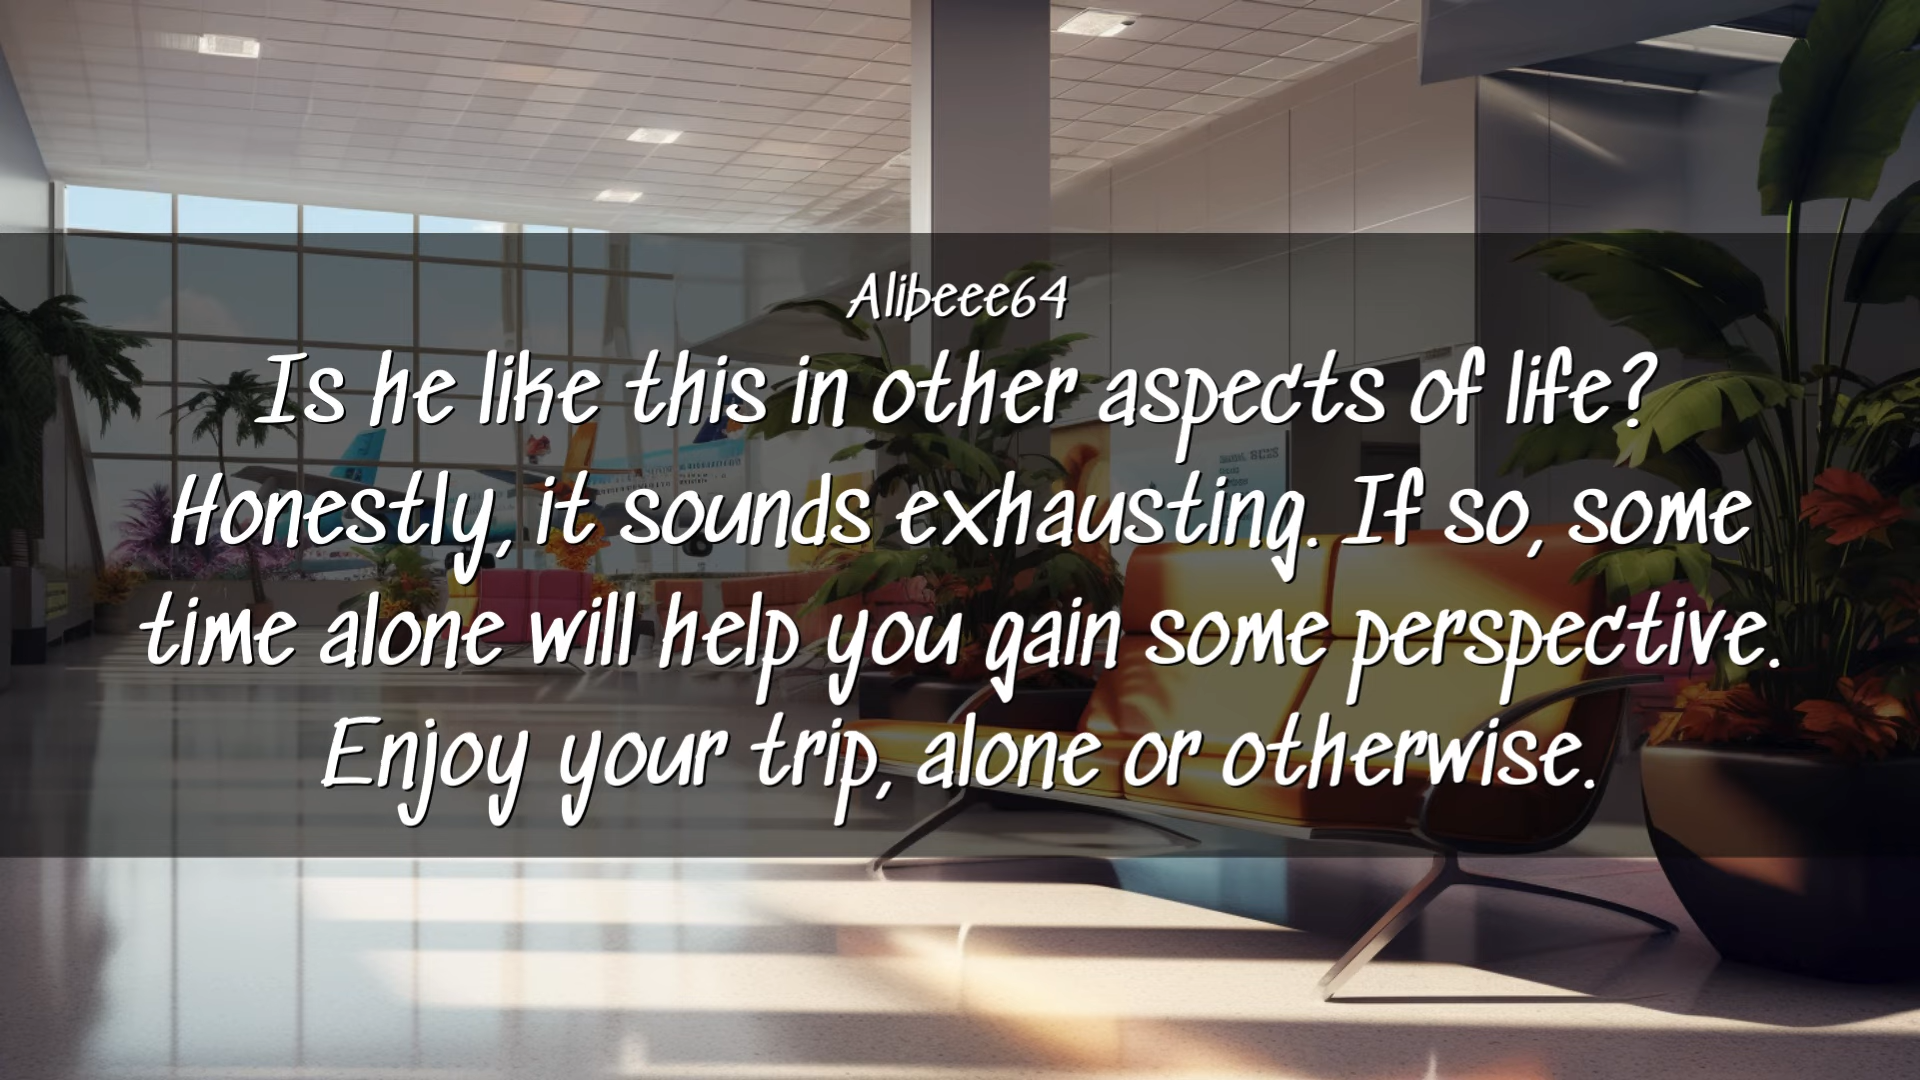 Alibeee64
Is he like this in other aspects of life?
Honestly, it sounds exhausting. If so, some
time alone will help you gain some perspective.
Enjoy your trip, alone or otherwise.